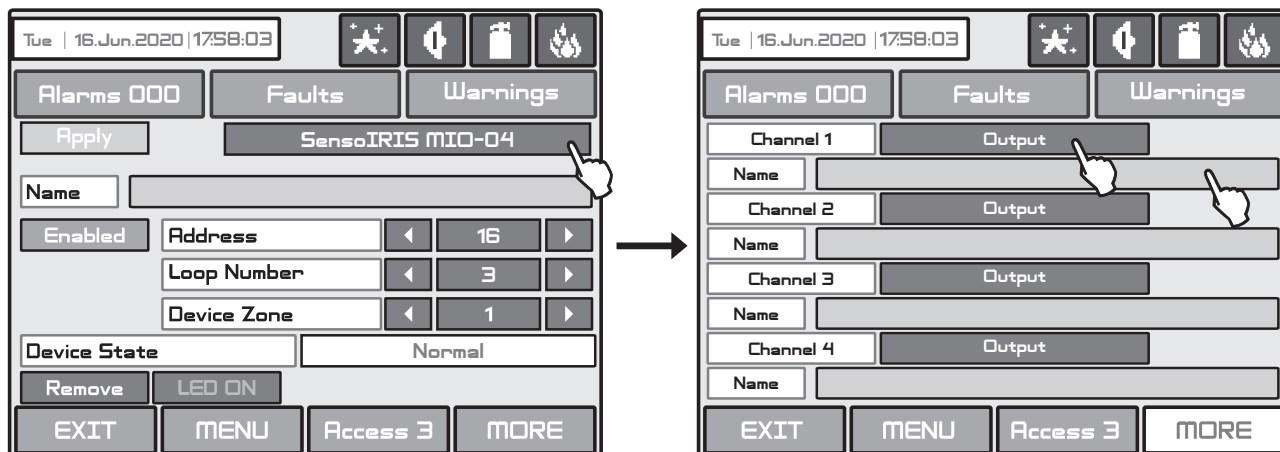 Tue | 16.Jun.2020 | 17:58:03
Alarms 000 Faults Warnings
Apply SensoIRIS MIO-04
Name
Enabled Address 16
Loop Number 3
Device Zone 1
Device State Normal
Remove LED ON
EXIT MENU Access 3 MORE
Tue | 16.Jun.2020 | 17:58:03
Alarms 000 Faults Warnings
Channel 1 Output
Name
Channel 2 Output
Name
Channel 3 Output
Name
Channel 4 Output
Name
EXIT MENU Access 3 MORE